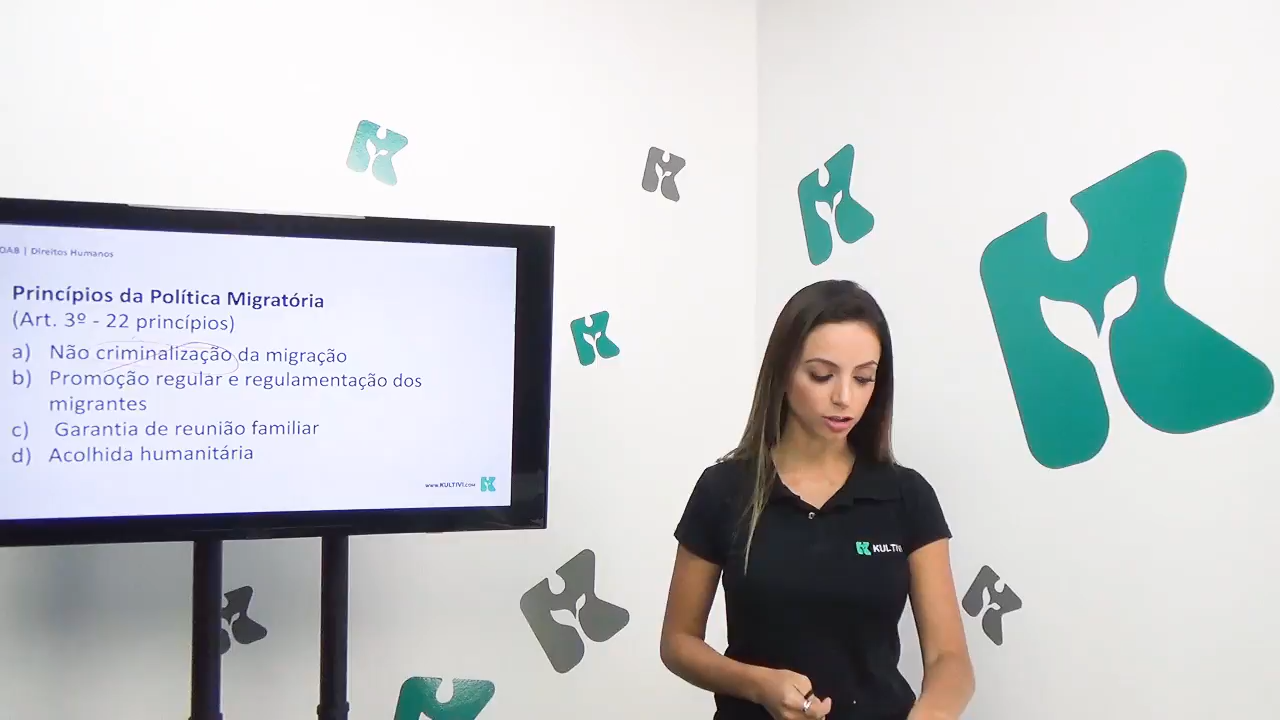 OAB | Direitos Humanos
Princípios da Política Migratória
(Art. 3º - 22 princípios)
a) Não criminalização da migração
b) Promoção regular e regulamentação dos
migrantes
c) Garantia de reunião familiar
d) Acolhida humanitária
www.KULTIVI.COM
KULTIVI